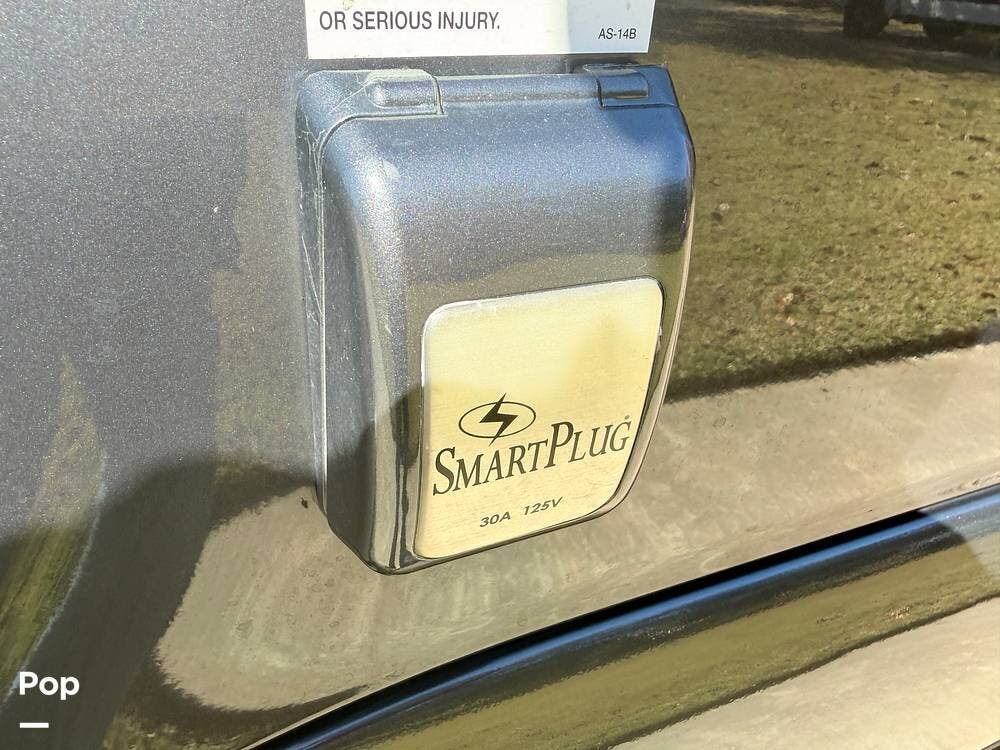 OR SERIOUS INJURY.
AS-14B
SMARTPLUG®
30A 125V
Pop